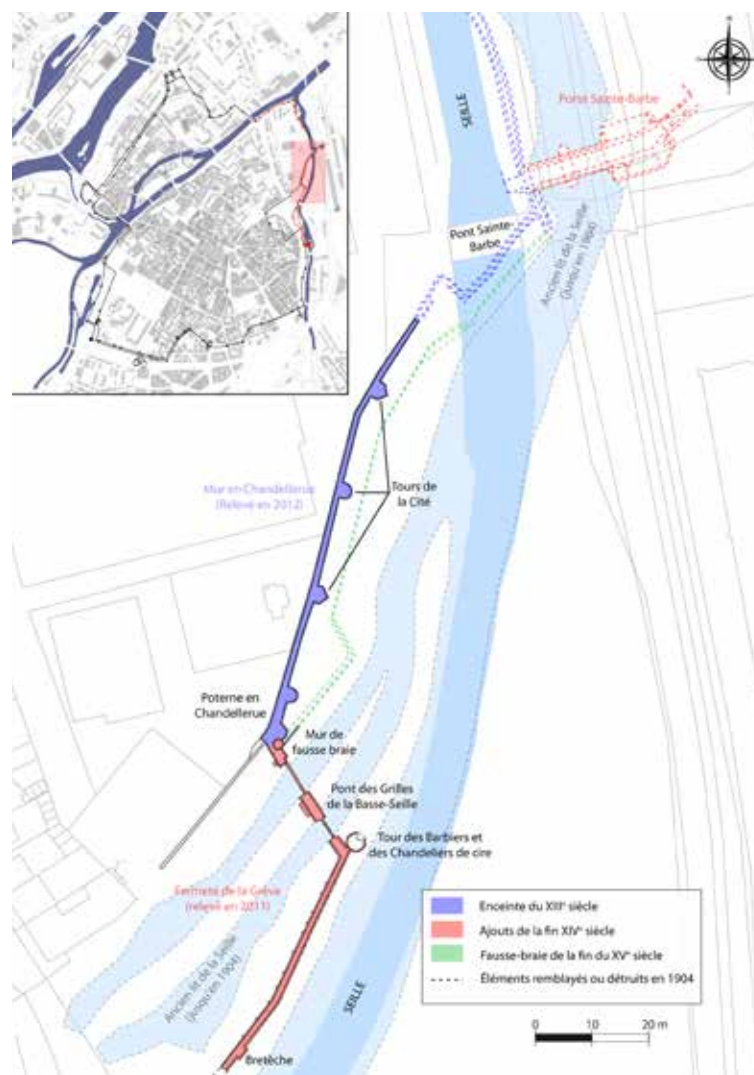 N
SEILLE
Porte Sainte-Barbe
Pont Sainte-
Barbe
Ancien lit de la Seille
(jusqu'en 1904)
Mur en Chandellerue
(Relevé en 2012)
Tours de
la Cité
Poterne en
Chandellerue
Mur de
fausse braie
Pont des Grilles
de la Basse-Seille
Tour des Barbiers et
des Chandeliers de cire
Fermeté de la Grève
(relevé en 2011)
Ancien lit de la Seille
(jusqu'en 1904)
SEILLE
Bretèche
Enceinte du XIIIe siècle
Ajouts de la fin XIVe siècle
Fausse-braie de la fin du XVe siècle
Éléments remblayés ou détruits en 1904
0 10 20 m